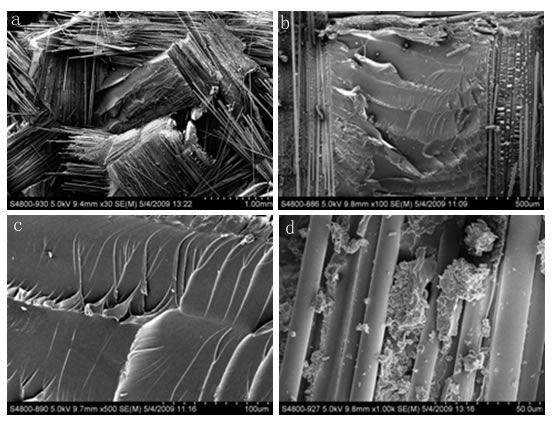 a
b
S4800-930 5.0kV 9.4mm x30 SE(M) 5/4/2009 13:22 1.00mm
S4800-886 5.0kV 9.8mm x100 SE(M) 5/4/2009 11:09 500um
c
d
S4800-890 5.0kV 9.7mm x500 SE(M) 5/4/2009 11:16 100um
S4800-927 5.0kV 9.8mm x1.00k SE(M) 5/4/2009 13:16 50.0um